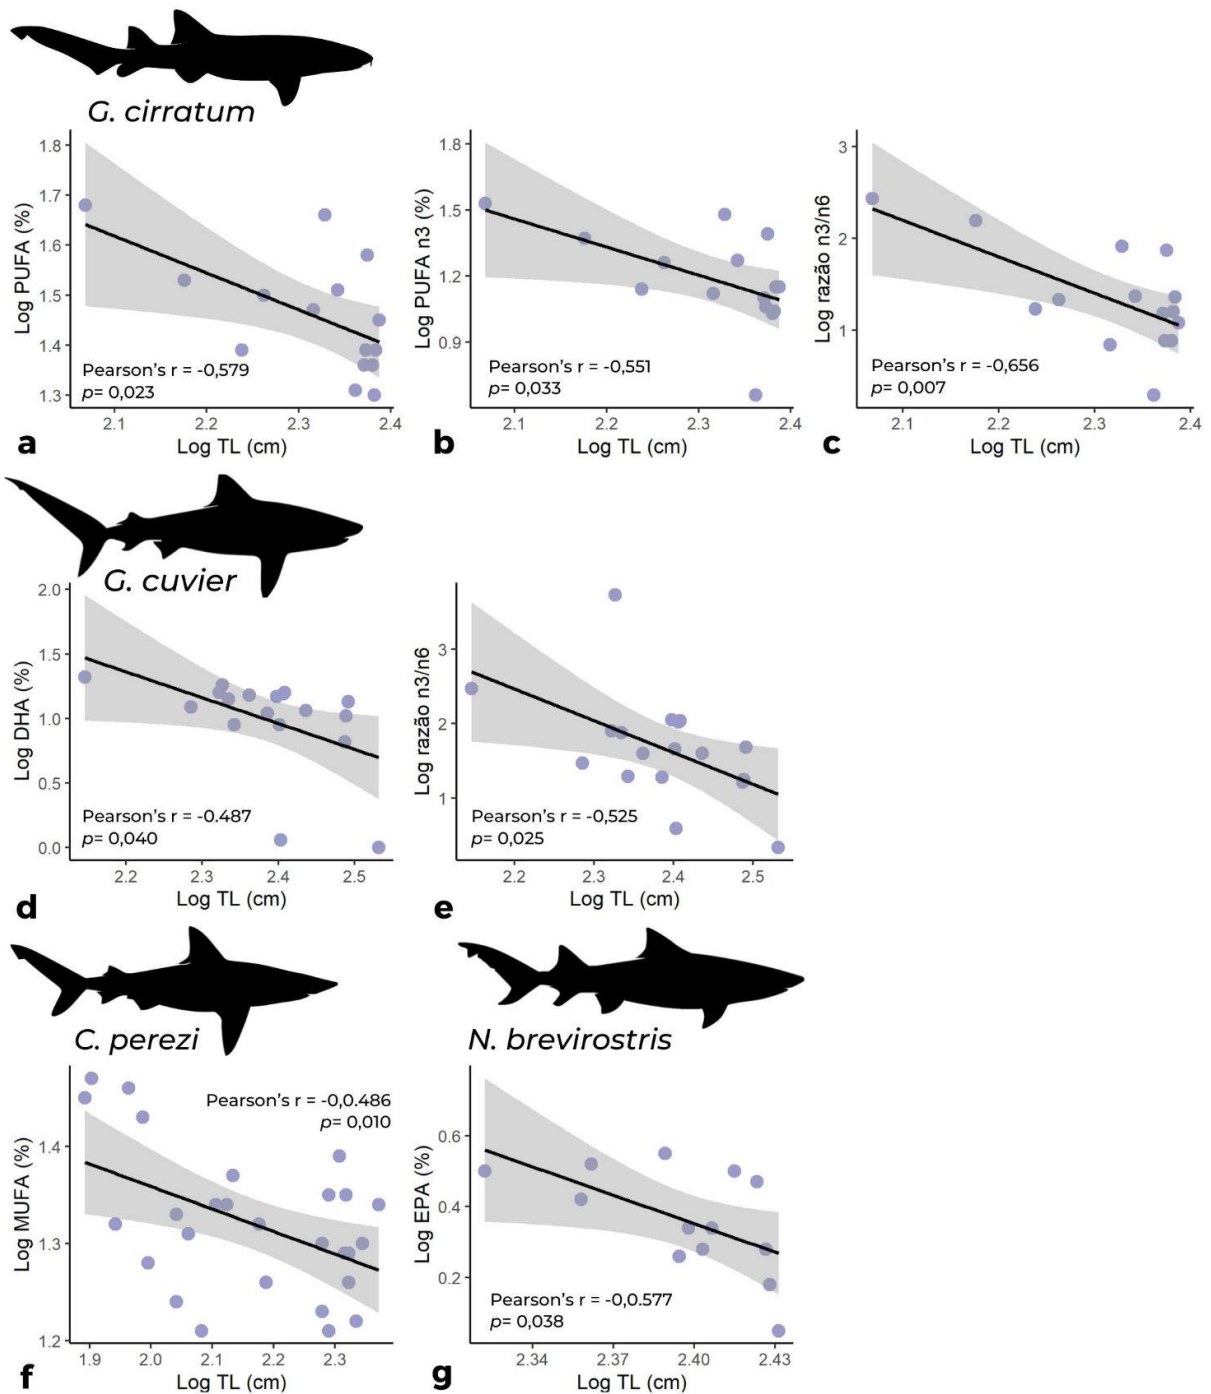 G. cirratum
Log PUFA (%)
1.8
1.7
1.6
1.5
1.4
1.3
Pearson's r = -0,579
p= 0,023
2.1 2.2 2.3 2.4
Log TL (cm)
a
Log PUFA n3 (%)
1.8
1.5
1.2
0.9
Pearson's r = -0,551
p= 0,033
2.1 2.2 2.3 2.4
Log TL (cm)
b
Log razão n3/n6
3
2
1
Pearson's r = -0,656
p= 0,007
2.1 2.2 2.3 2.4
Log TL (cm)
c
G. cuvier
Log DHA (%)
2.0
1.5
1.0
0.5
0.0
Pearson's r = -0.487
p= 0,040
2.2 2.3 2.4 2.5
Log TL (cm)
d
Log razão n3/n6
3
2
1
Pearson's r = -0,525
p= 0,025
2.2 2.3 2.4 2.5
Log TL (cm)
e
C. perezi
Log MUFA (%)
1.4
1.3
1.2
Pearson's r = -0,0.486
p= 0,010
1.9 2.0 2.1 2.2 2.3
Log TL (cm)
f
N. brevirostris
Log EPA (%)
0.6
0.4
0.2
Pearson's r = -0,0.577
p= 0,038
2.34 2.37 2.40 2.43
Log TL (cm)
g